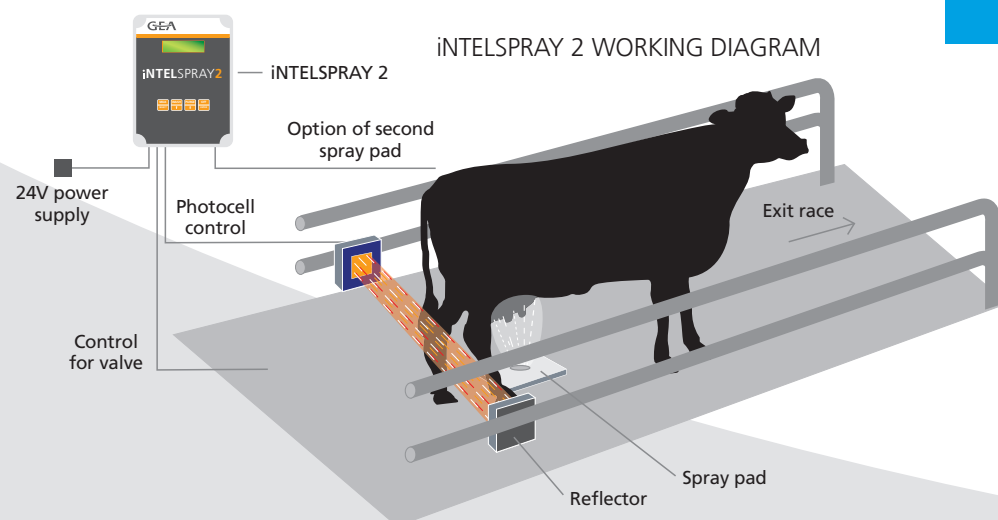 GEA
iNTELSPRAY2
iNTELSPRAY 2 WORKING DIAGRAM
iNTELSPRAY 2
Option of second
spray pad
24V power
supply
Photocell
control
Exit race
Control
for valve
Spray pad
Reflector